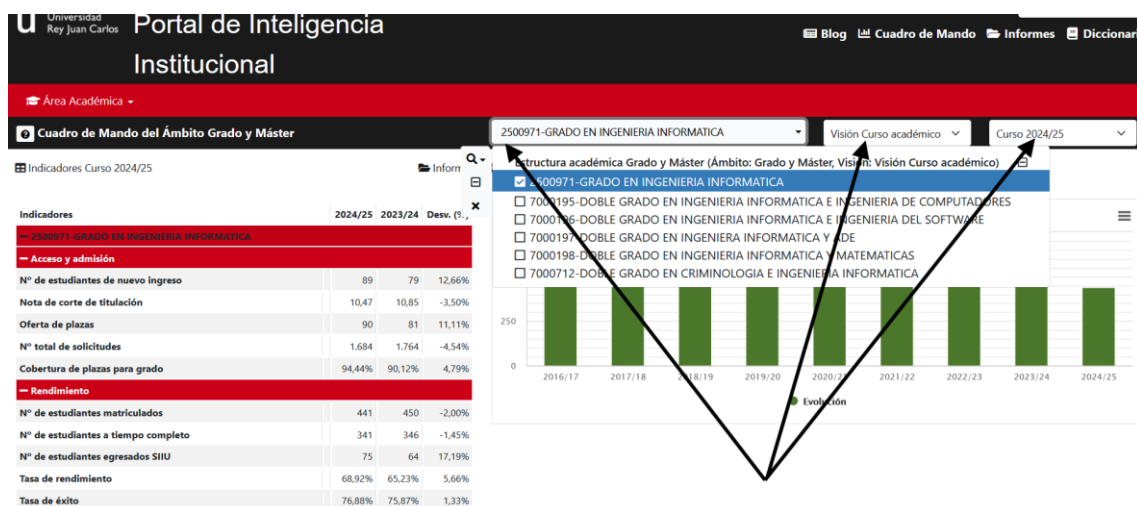 u Universidad
Rey Juan Carlos
Portal de Inteligencia
Institucional
Blog Cuadro de Mando Informes
Área Académica
Cuadro de Mando del Ámbito Grado y Máster
2500971-GRADO EN INGENIERIA INFORMATICA
Visión Curso académico
Curso 2024/25
Indicadores Curso 2024/25
Estructura académica Grado y Máster (Ámbito: Grado y Máster, Visión: Visión Curso académico)
2500971-GRADO EN INGENIERIA INFORMATICA
7000195-DOBLE GRADO EN INGENIERIA INFORMATICA E INGENIERIA DE COMPUTADORES
7000196-DOBLE GRADO EN INGENIERIA INFORMATICA E INGENIERIA DEL SOFTWARE
7000197-DOBLE GRADO EN INGENIERA INFORMATICA Y ADE
7000198-DOBLE GRADO EN INGENIERIA INFORMATICA Y MATEMATICAS
7000712-DOBLE GRADO EN CRIMINOLOGIA E INGENIERIA INFORMATICA
Indicadores 2024/25 2023/24 Desv. (%)
2500971-GRADO EN INGENIERIA INFORMATICA
Acceso y admisión
Nº de estudiantes de nuevo ingreso 89 79 12,66%
Nota de corte de titulación 10,47 10,85 -3,50%
Oferta de plazas 90 81 11,11%
Nº total de solicitudes 1.684 1.764 -4,54%
Cobertura de plazas para grado 94,44% 90,12% 4,79%
Rendimiento
Nº de estudiantes matriculados 441 450 -2,00%
Nº de estudiantes a tiempo completo 341 346 -1,45%
Nº de estudiantes egresados SIIU 75 64 17,19%
Tasa de rendimiento 68,92% 65,23% 5,66%
Tasa de éxito 76,88% 75,87% 1,33%
250
0
2016/17 2017/18 2018/19 2019/20 2020/21 2021/22 2022/23 2023/24 2024/25
Evolución